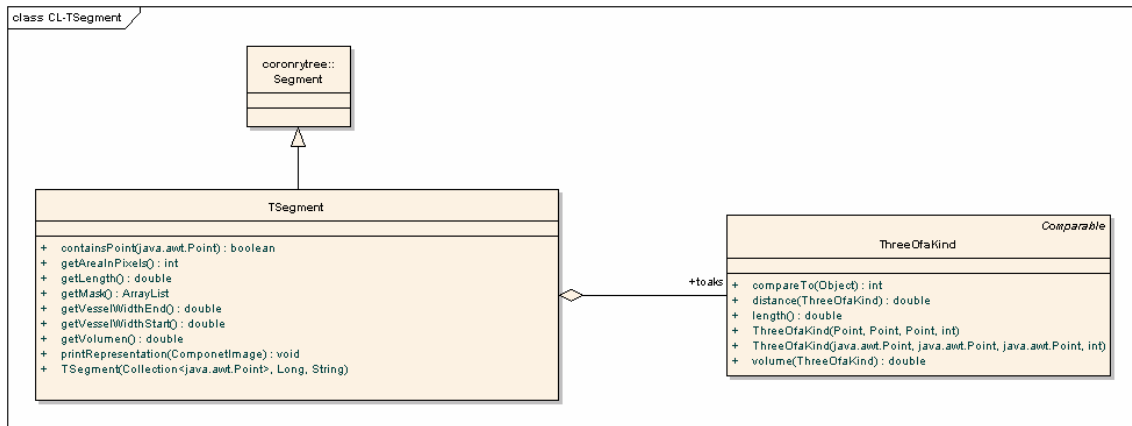 class CL-TSegment
coronrytree::
Segment
TSegment
+ containsPoint(java.awt.Point) : boolean
+ getAreaInPixels() : int
+ getLength() : double
+ getMask() : ArrayList
+ getVesselWidthEnd() : double
+ getVesselWidthStart() : double
+ getVolumen() : double
+ printRepresentation(ComponetImage) : void
+ TSegment(Collection<java.awt.Point>, Long, String)
+toaks
Comparable
ThreeOfaKind
+ compareTo(Object) : int
+ distance(ThreeOfaKind) : double
+ length() : double
+ ThreeOfaKind(Point, Point, Point, int)
+ ThreeOfaKind(java.awt.Point, java.awt.Point, java.awt.Point, int)
+ volume(ThreeOfaKind) : double